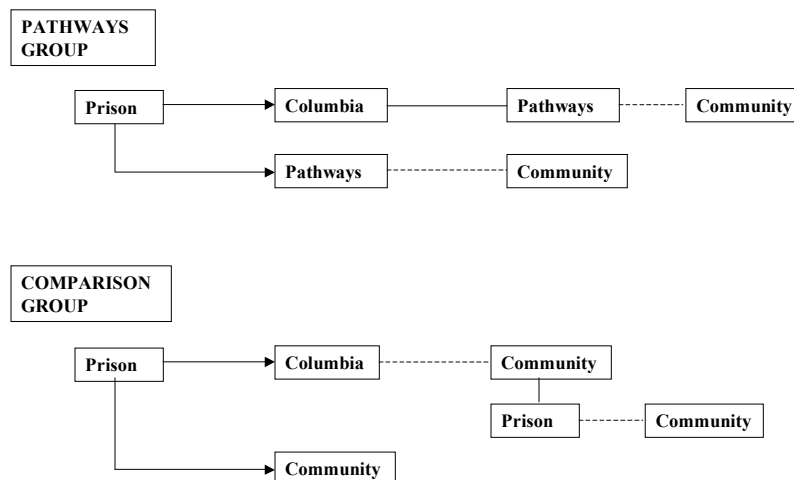 PATHWAYS
GROUP
Prison
Columbia
Pathways
Community
Pathways
Community
COMPARISON
GROUP
Prison
Columbia
Community
Prison
Community
Community